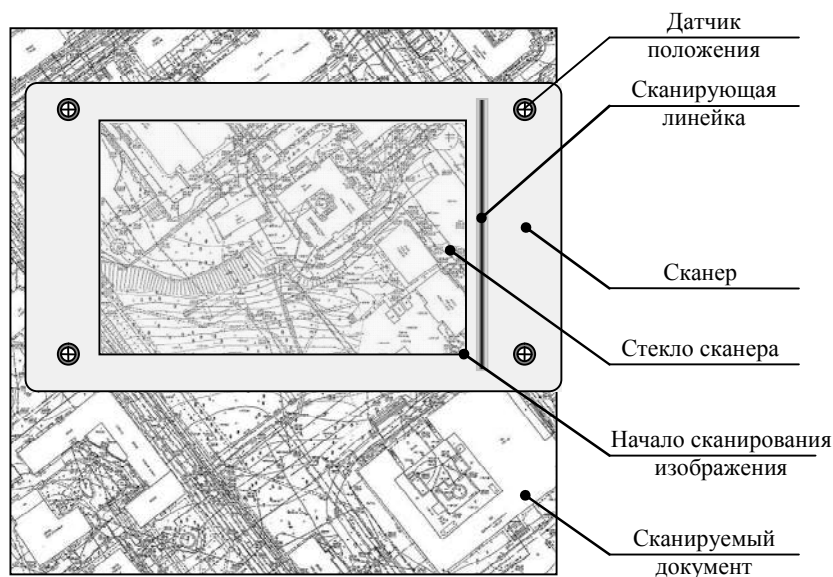 Датчик
положения
Сканирующая
линейка
Сканер
Стекло сканера
Начало сканирования
изображения
Сканируемый
документ